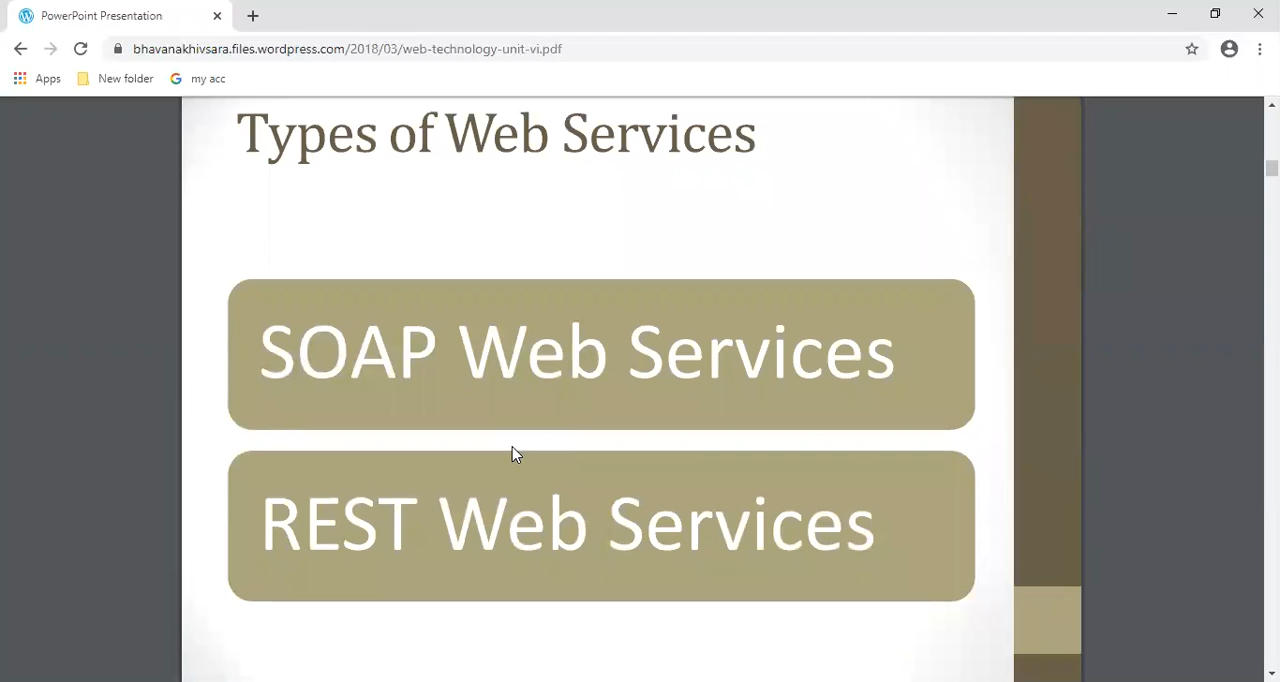 PowerPoint Presentation
bhavanakhivsara.files.wordpress.com/2018/03/web-technology-unit-vi.pdf
Apps New folder my acc
Types of Web Services
SOAP Web Services
REST Web Services